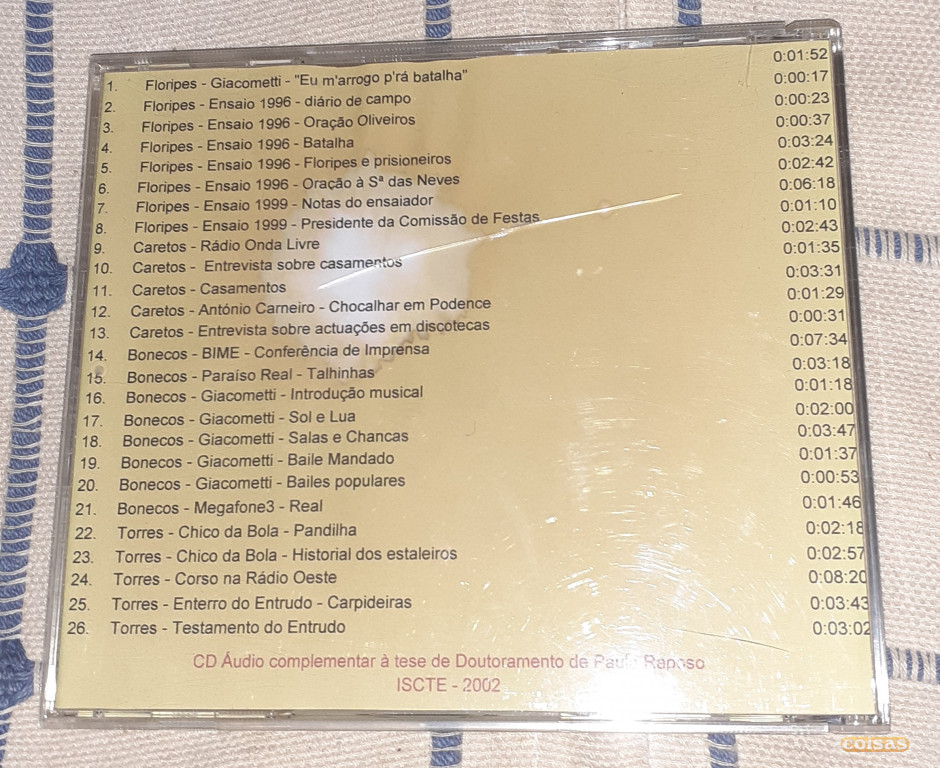 1. Floripes - Giacometti - "Eu m'arrogo p'rá batalha" 0:01:52
2. Floripes - Ensaio 1996 - diário de campo 0:00:17
3. Floripes - Ensaio 1996 - Oração Oliveiros 0:00:23
4. Floripes - Ensaio 1996 - Batalha 0:00:37
5. Floripes - Ensaio 1996 - Floripes e prisioneiros 0:03:24
6. Floripes - Ensaio 1996 - Oração à Sª das Neves 0:02:42
7. Floripes - Ensaio 1999 - Notas do ensaiador 0:06:18
8. Floripes - Ensaio 1999 - Presidente da Comissão de Festas 0:01:10
9. Caretos - Rádio Onda Livre 0:02:43
10. Caretos - Entrevista sobre casamentos 0:01:35
11. Caretos - Casamentos 0:03:31
12. Caretos - António Carneiro - Chocalhar em Podence 0:01:29
13. Caretos - Entrevista sobre actuações em discotecas 0:00:31
14. Bonecos - BIME - Conferência de Imprensa 0:07:34
15. Bonecos - Paraíso Real - Talhinhas 0:03:18
16. Bonecos - Giacometti - Introdução musical 0:01:18
17. Bonecos - Giacometti - Sol e Lua 0:02:00
18. Bonecos - Giacometti - Salas e Chancas 0:03:47
19. Bonecos - Giacometti - Baile Mandado 0:01:37
20. Bonecos - Giacometti - Bailes populares 0:00:53
21. Bonecos - Megafone3 - Real 0:01:46
22. Torres - Chico da Bola - Pandilha 0:02:18
23. Torres - Chico da Bola - Historial dos estaleiros 0:02:57
24. Torres - Corso na Rádio Oeste 0:08:20
25. Torres - Enterro do Entrudo - Carpideiras 0:03:43
26. Torres - Testamento do Entrudo 0:03:02
CD Áudio complementar à tese de Doutoramento de Raposo
ISCTE - 2002
coisas